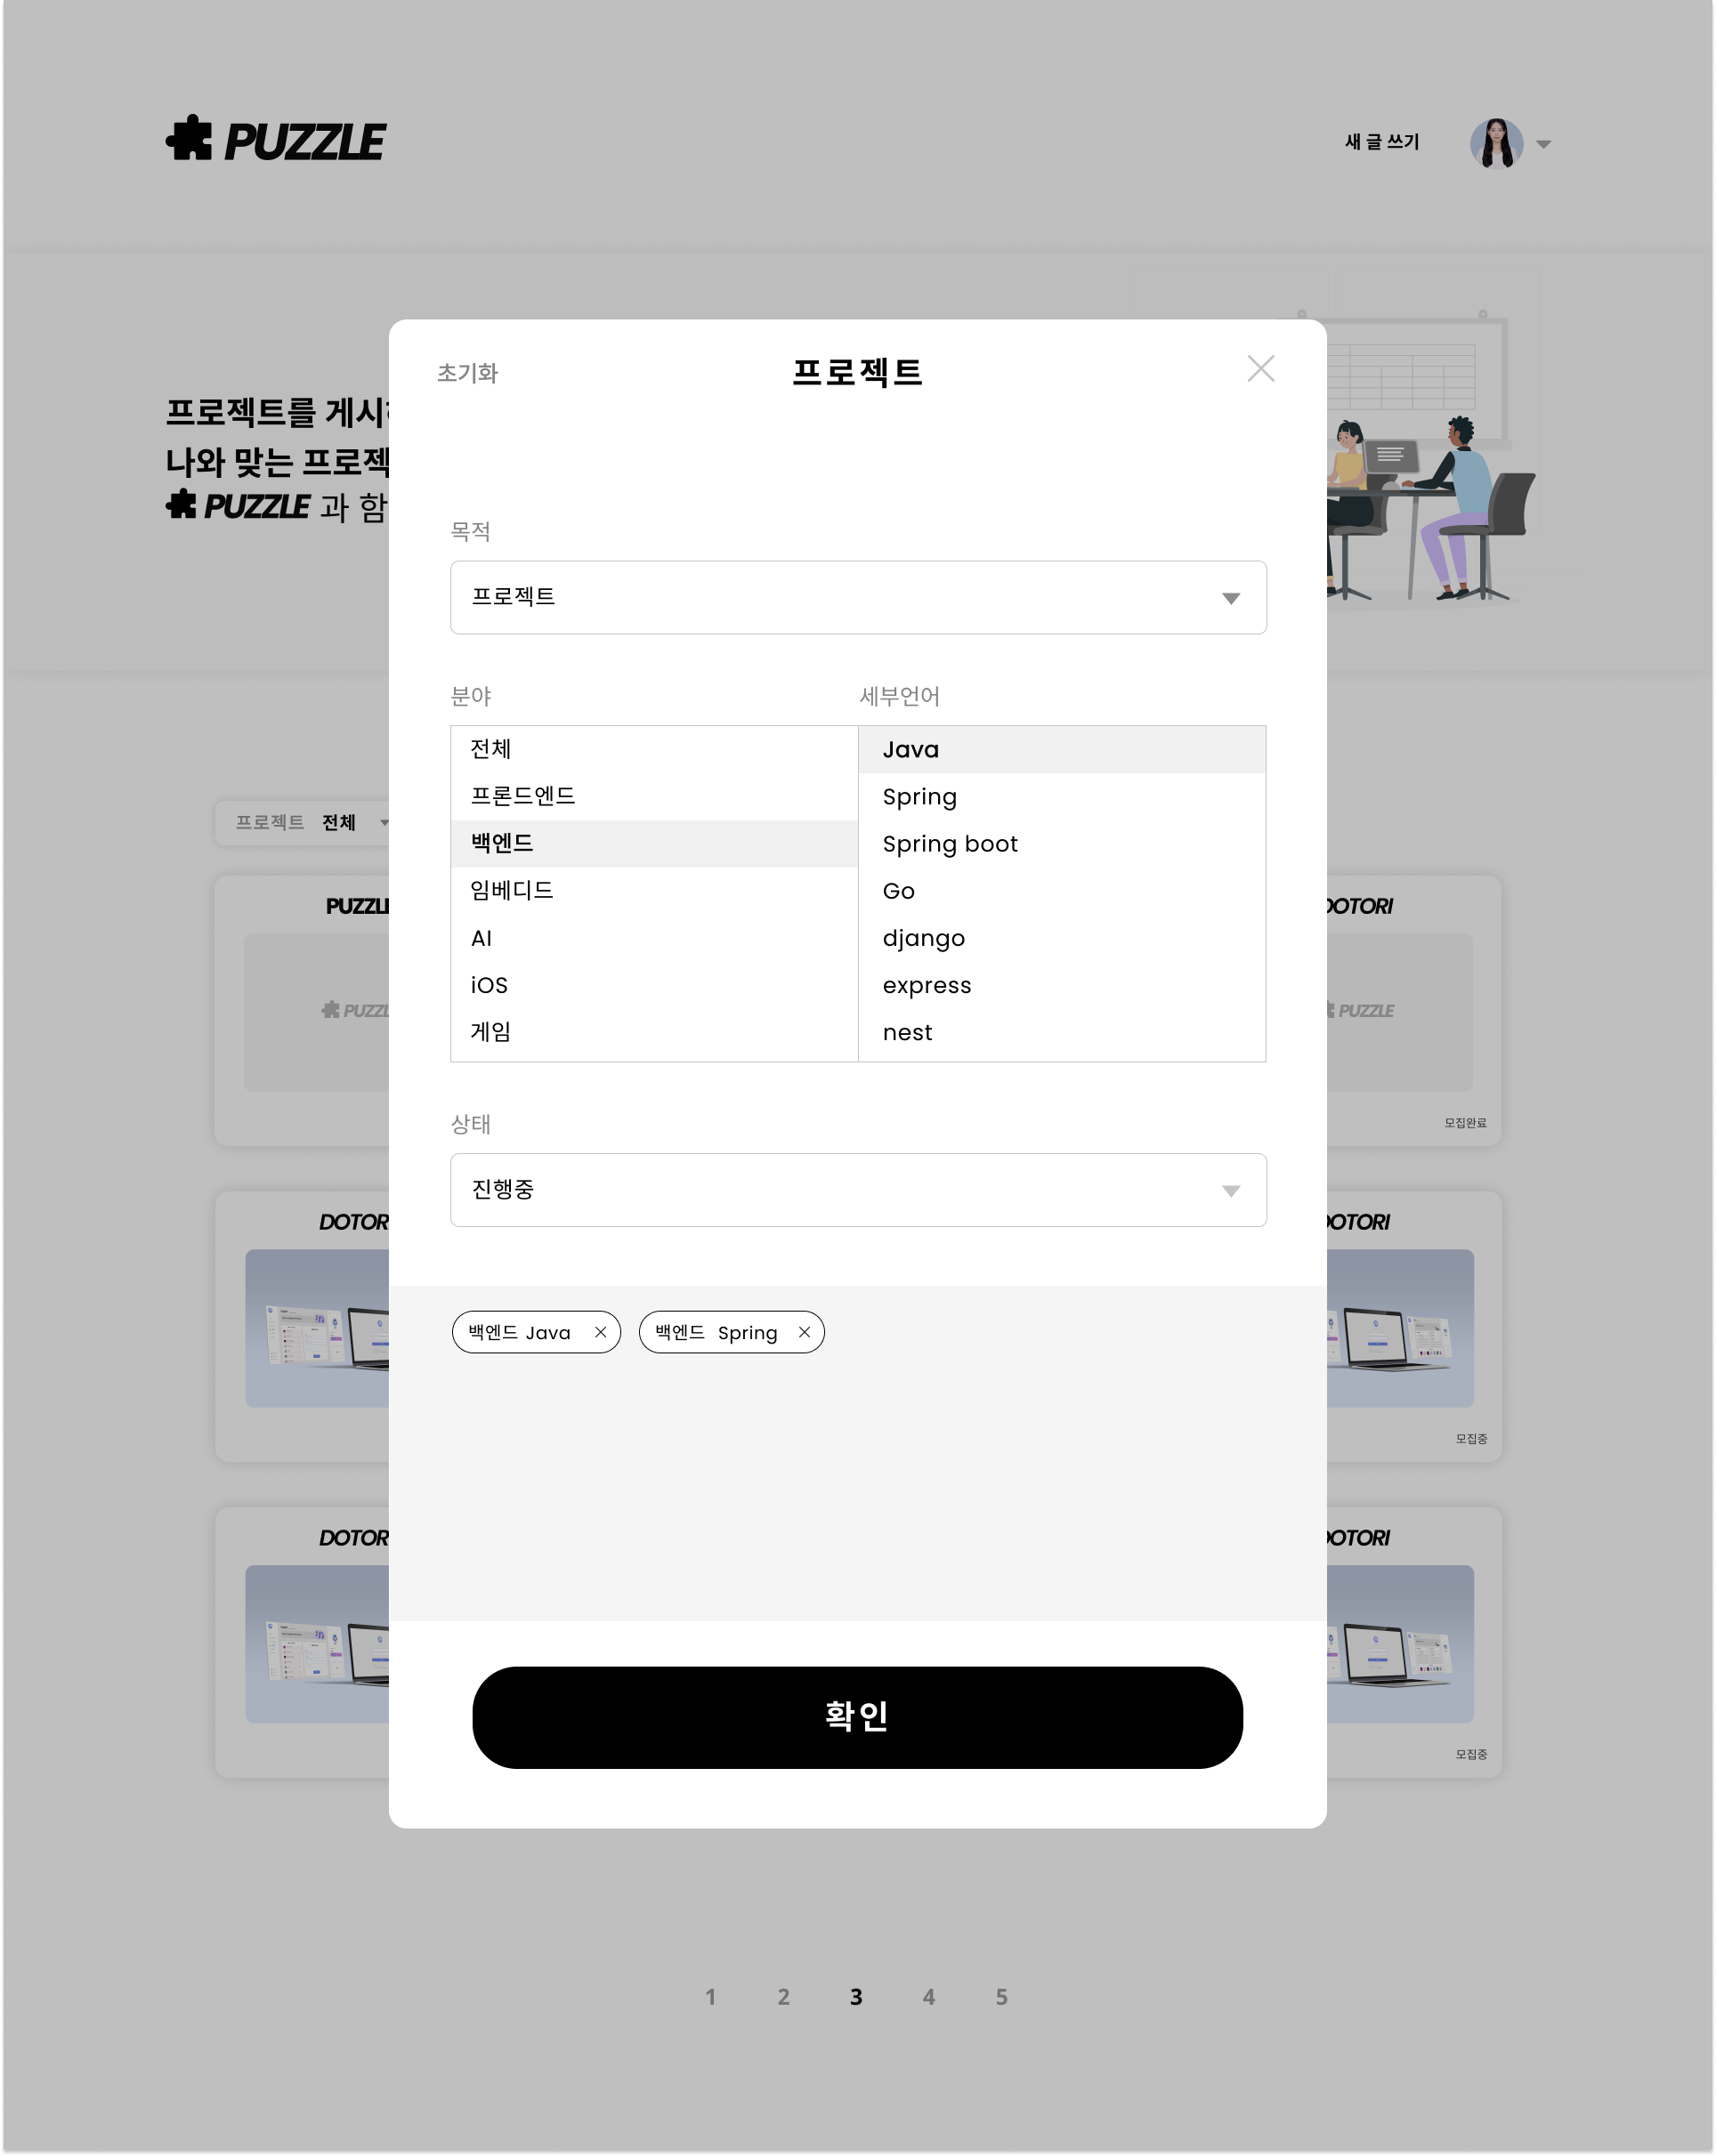 PUZZLE
새 글 쓰기
프로젝트를 게시
나와 맞는 프로젝
PUZZLE 과 함
초기화
프로젝트
목적
프로젝트
분야
세부언어
전체
Java
프론드엔드
Spring
백엔드
Spring boot
임베디드
Go
AI
django
iOS
express
게임
nest
상태
진행중
백엔드 Java
백엔드 Spring
확인
프로젝트 전체
PUZZLE
DOTORI
PUZZLE
PUZZLE
모집완료
DOTOR
DOTORI
모집중
DOTOR
DOTORI
모집중
1 2 3 4 5